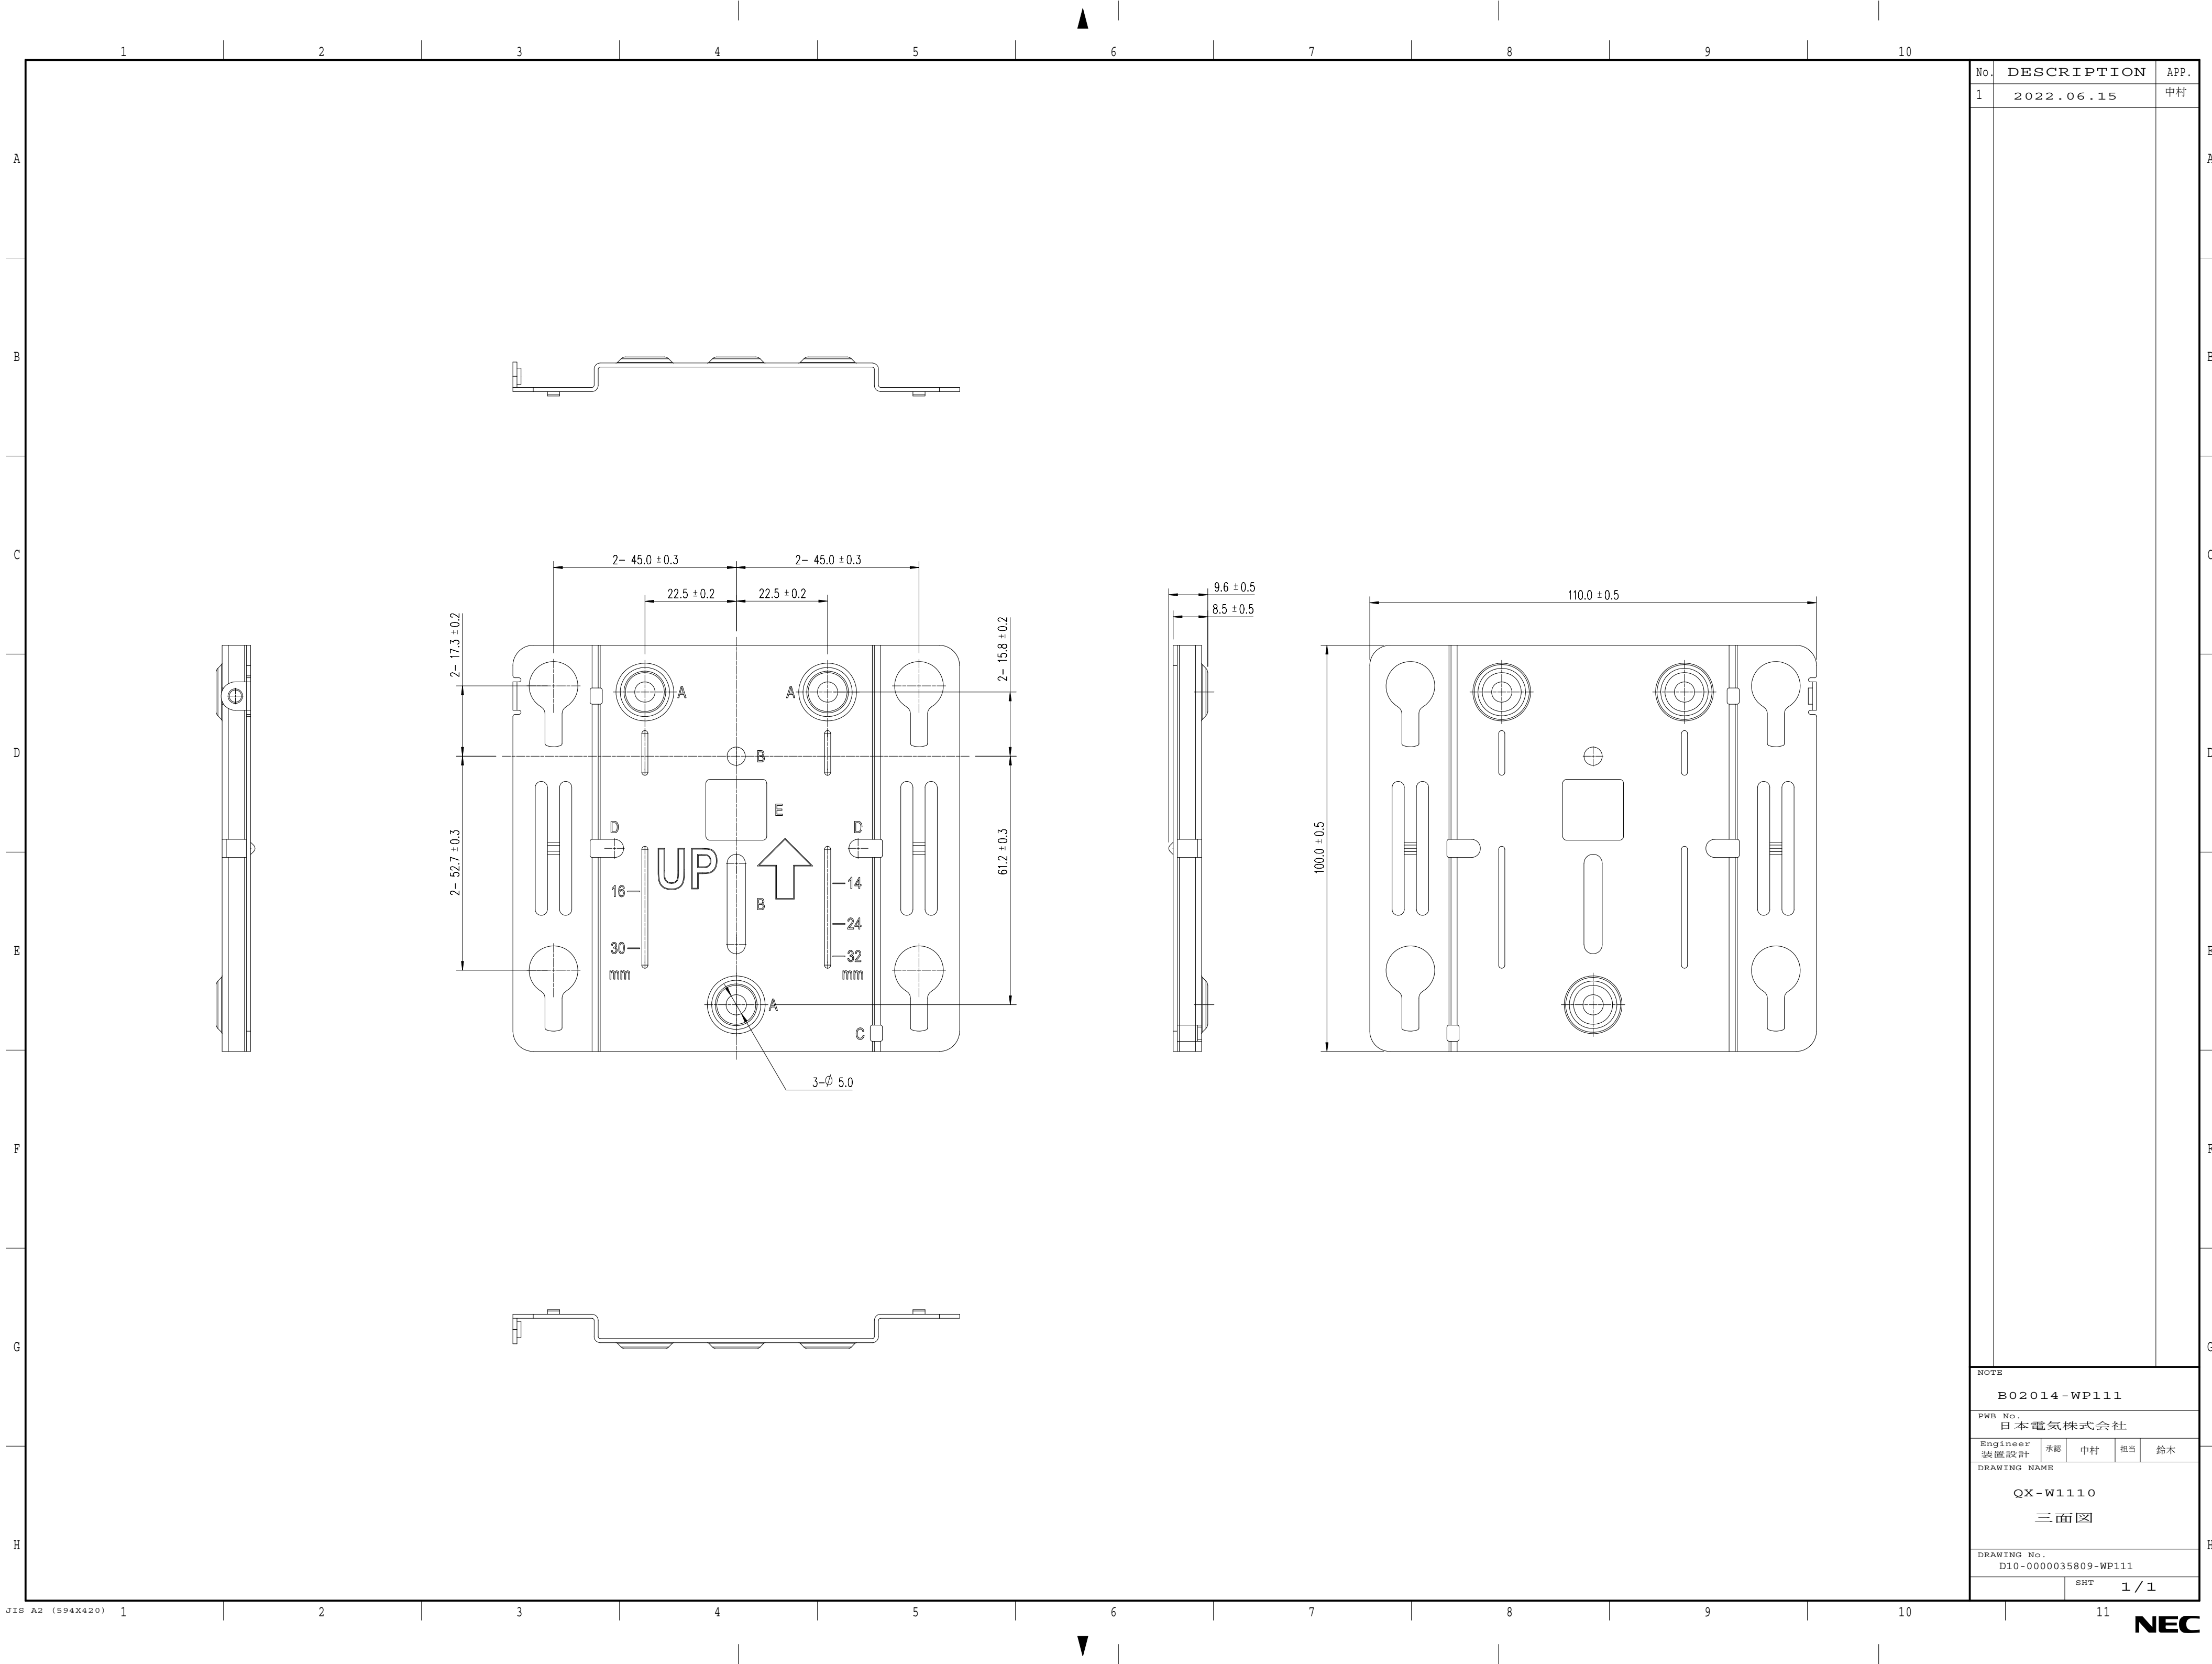 1 2 3 4 5 6 7 8 9 10
No. DESCRIPTION APP.
1 2022.06.15 中村
A A
B B
C C
2- 45.0 ±0.3 2- 45.0 ±0.3
22.5 ±0.2 22.5 ±0.2
9.6 ±0.5
8.5 ±0.5
110.0 ±0.5
2- 17.3 ±0.2
2- 15.8 ±0.2
A A
D D
B
E
D D
2- 52.7 ±0.3
61.2 ±0.3
100.0 ±0.5
UP
16 14
B
24
30
32
mm mm
E E
A
C
3-∅ 5.0
F F
G G
H H
NOTE
B02014-WP111
PWB No.
日本電気株式会社
Engineer
装置設計 承認 中村 担当 鈴木
DRAWING NAME
QX-W1110
三面図
DRAWING No.
D10-0000035809-WP111
SHT 1/1
JIS A2 (594X420) 1 2 3 4 5 6 7 8 9 10 11
NEC